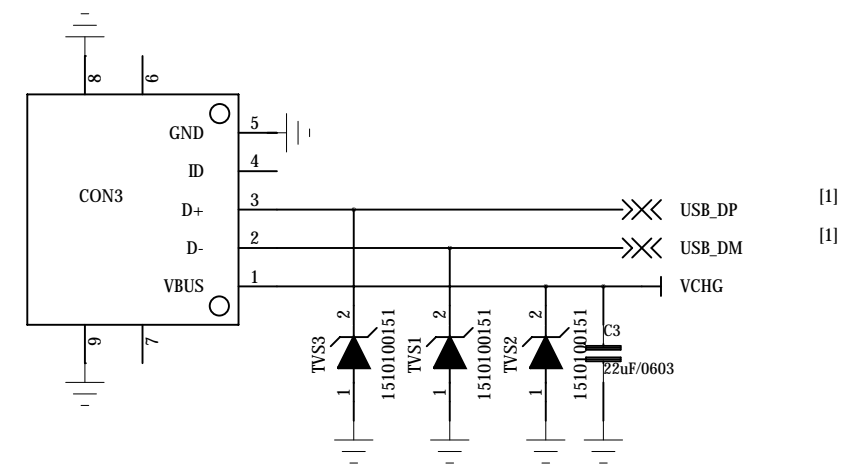 8
6
GND
5
ID
4
CON3
D+
3
USB_DP
[1]
D-
2
USB_DM
[1]
VBUS
1
VCHG
9
7
TVS3
2
1
1510100151
TVS1
2
1
1510100151
TVS2
2
1
1510100151
C3
22uF/0603